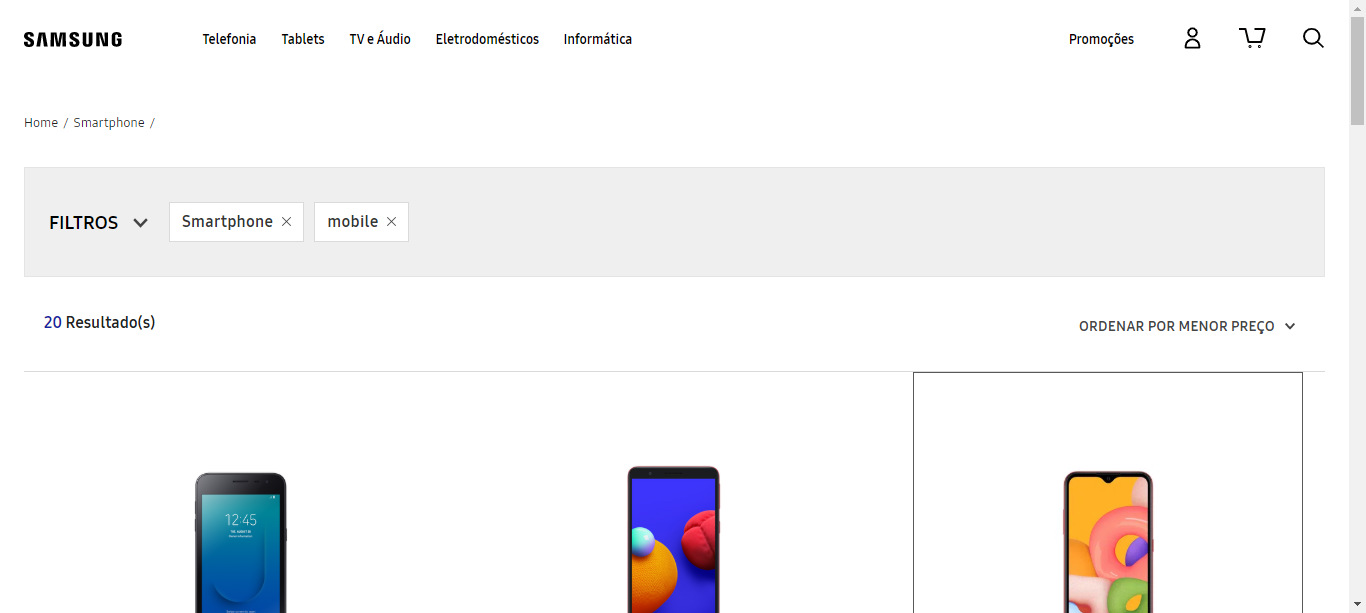 SAMSUNG Telefonia Tablets TV e Áudio Eletrodomésticos Informática Promoções
Home / Smartphone /
FILTROS Smartphone mobile
20 Resultado(s) ORDENAR POR MENOR PREÇO
12:45